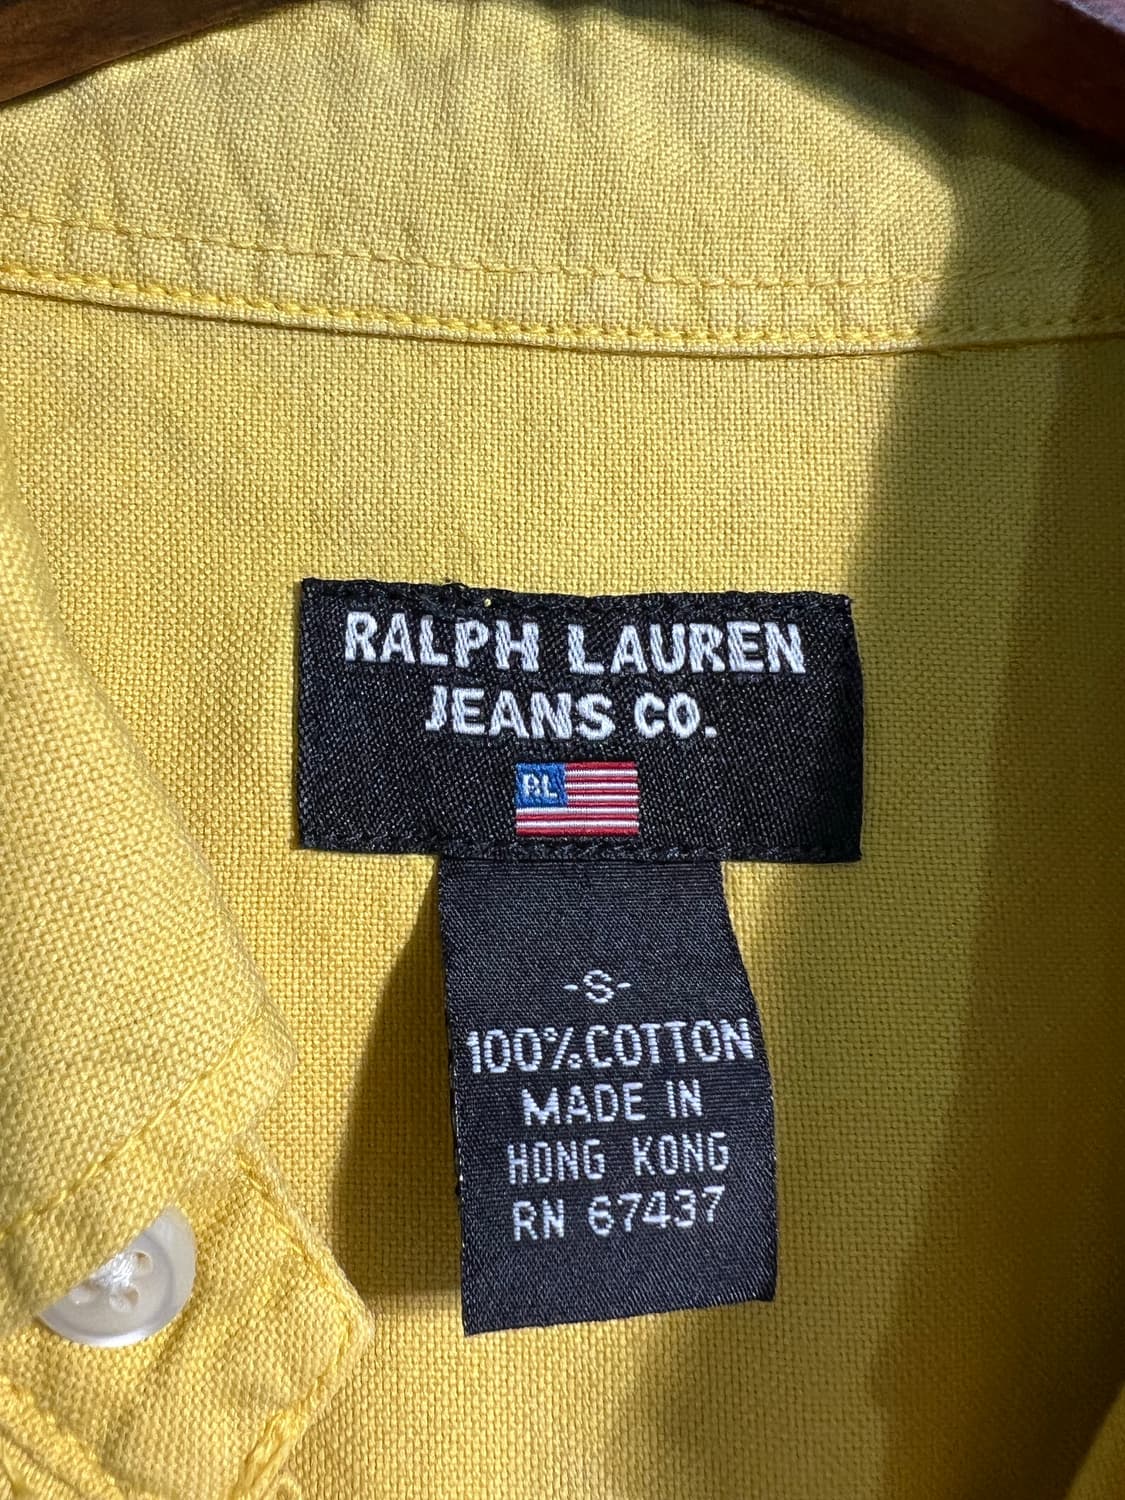 RALPH LAUREN
JEANS CO.
RL
-S-
100% COTTON
MADE IN
HONG KONG
RN 67437